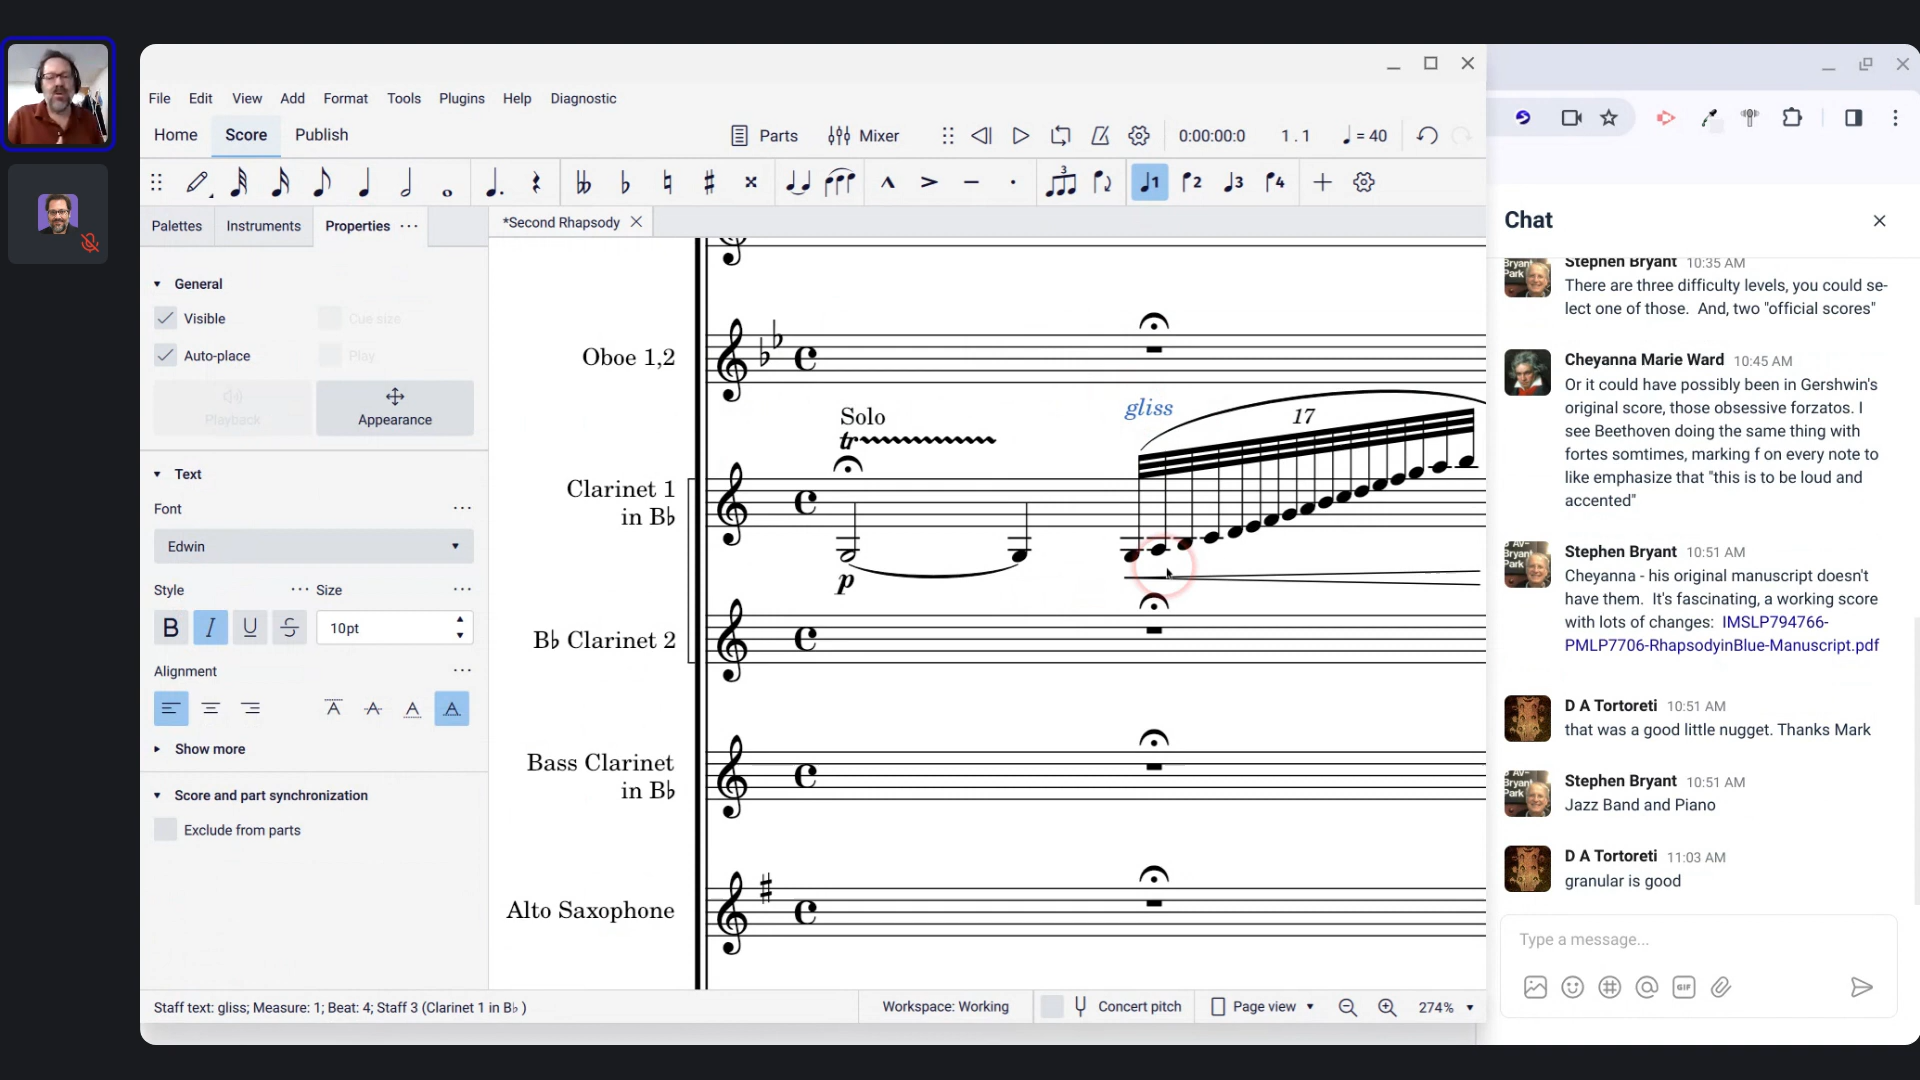 File Edit View Add Format Tools Plugins Help Diagnostic
Home Score Publish Parts Mixer 0:00:00:0 1 . 1 = 40
3 1 2 3 4
Palettes Instruments Properties ··· *Second Rhapsody
General
Visible Cue size
Auto-place Play
Playback Appearance
Text
Font
Edwin
Style Size
B I U S 10pt
Alignment
Show more
Score and part synchronization
Exclude from parts
Oboe 1,2
Solo
gliss
17
tr
Clarinet 1
in B♭
p
B♭ Clarinet 2
Bass Clarinet
in B♭
Alto Saxophone
Staff text: gliss; Measure: 1; Beat: 4; Staff 3 (Clarinet 1 in B♭ ) Workspace: Working Concert pitch Page view 274%
Chat
Stephen Bryant 10:35 AM
There are three difficulty levels, you could se-
lect one of those. And, two "official scores"
Cheyanna Marie Ward 10:45 AM
Or it could have possibly been in Gershwin's
original score, those obsessive forzatos. I
see Beethoven doing the same thing with
fortes somtimes, marking f on every note to
like emphasize that "this is to be loud and
accented"
Stephen Bryant 10:51 AM
Cheyanna - his original manuscript doesn't
have them. It's fascinating, a working score
with lots of changes: IMSLP794766-
PMLP7706-RhapsodyinBlue-Manuscript.pdf
D A Tortoreti 10:51 AM
that was a good little nugget. Thanks Mark
Stephen Bryant 10:51 AM
Jazz Band and Piano
D A Tortoreti 11:03 AM
granular is good
Type a message...
GIF